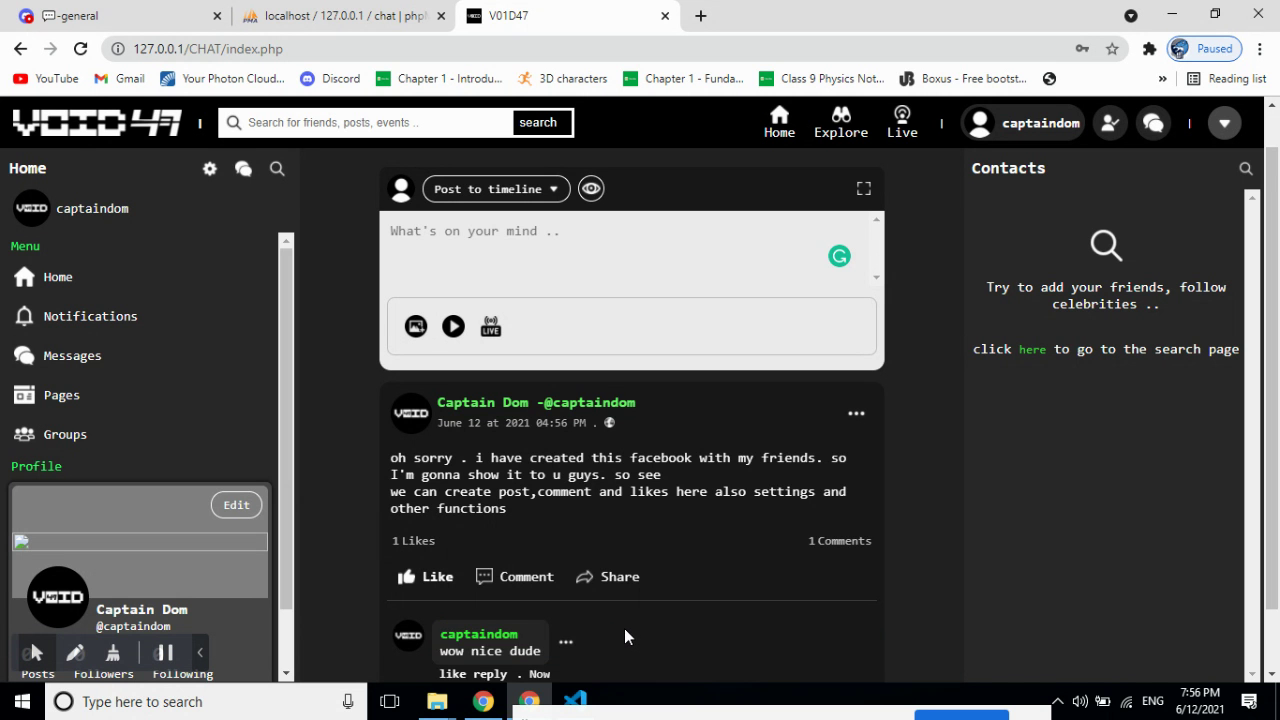 -general
localhost / 127.0.0.1 / chat | phpM
V01D47
127.0.0.1/CHAT/index.php
Paused
YouTube
Gmail
Your Photon Cloud...
Discord
Chapter 1 - Introdu...
3D characters
Chapter 1 - Funda...
Class 9 Physics Not...
Boxus - Free bootst...
»
Reading list
VOID 47
Search for friends, posts, events ..
search
Home
Explore
Live
captaindom
Home
captaindom
Menu
Home
Notifications
Messages
Pages
Groups
Profile
Edit
VOID
Captain Dom
@captaindom
Posts
Followers
Following
Post to timeline
What's on your mind ..
LIVE
VOID
Captain Dom -@captaindom
June 12 at 2021 04:56 PM .
oh sorry . i have created this facebook with my friends. so
I'm gonna show it to u guys. so see
we can create post,comment and likes here also settings and
other functions
1 Likes
1 Comments
Like
Comment
Share
VOID
captaindom
wow nice dude
like reply . Now
Contacts
Try to add your friends, follow
celebrities ..
click here to go to the search page
Type here to search
ENG
7:56 PM
6/12/2021